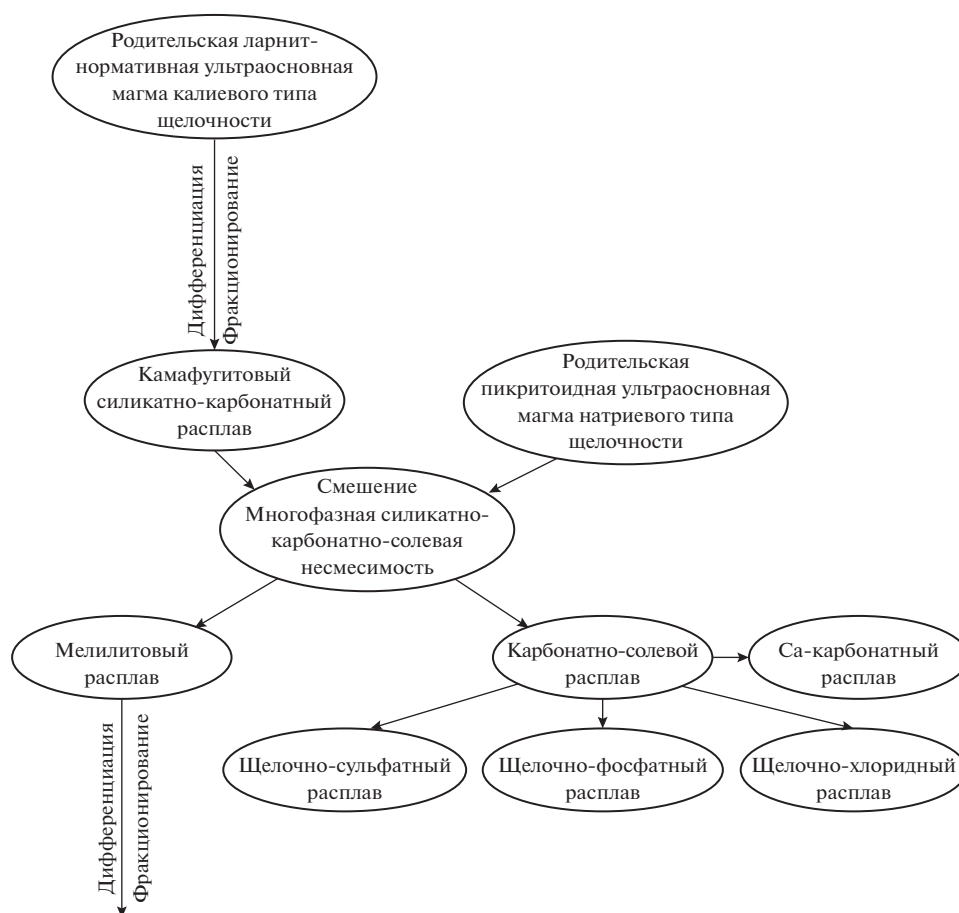 Родительская ларнит-
нормативная ультраосновная
магма калиевого типа
щелочности
Дифференциация
Фракционирование
Камафугитовый
силикатно-карбонатный
расплав
Родительская
пикритоидная ультраосновная
магма натриевого типа
щелочности
Смешение
Многофазная силикатно-
карбонатно-солевая
несмесимость
Мелилитовый
расплав
Карбонатно-солевой
расплав
Са-карбонатный
расплав
Щелочно-сульфатный
расплав
Щелочно-фосфатный
расплав
Щелочно-хлоридный
расплав
Дифференциация
Фракционирование